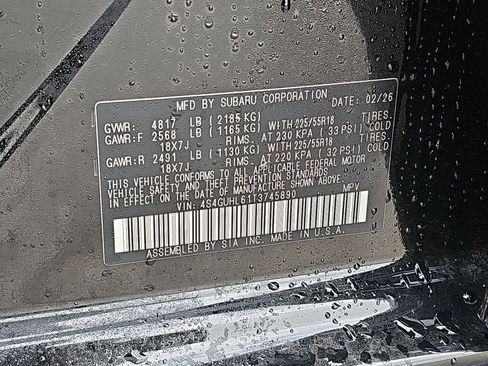 MFD BY SUBARU CORPORATION DATE: 02/26
GVWR: 4817 LB (2185 KG)
GAWR:F 2568 LB (1165 KG) WITH 225/55R18 TIRES.
18X7J RIMS. AT 230 KPA (33 PSI) COLD
GAWR:R 2491 LB (1130 KG) WITH 225/55R18 TIRES.
18X7J RIMS. AT 220 KPA (32 PSI) COLD
THIS VEHICLE CONFORMS TO ALL APPLICABLE FEDERAL MOTOR
VEHICLE SAFETY AND THEFT PREVENTION STANDARDS
IN EFFECT ON THE DATE OF MANUFACTURE SHOWN ABOVE.
VIN: 4S4GUHL61T3745890 MPV
ASSEMBLED BY SIA INC. MADE IN U.S.A.